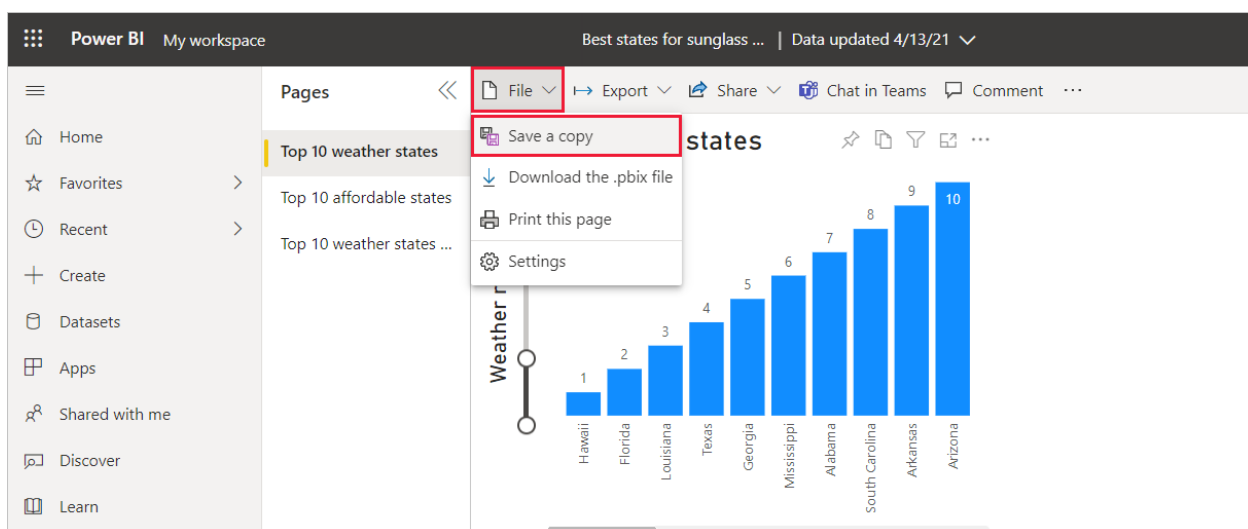 Power BI My workspace
Best states for sunglass ... | Data updated 4/13/21
Home
Favorites
Recent
Create
Datasets
Apps
Shared with me
Discover
Learn
Pages
Top 10 weather states
Top 10 affordable states
Top 10 weather states ...
File Export Share Chat in Teams Comment ...
Save a copy
Download the .pbix file
Print this page
Settings
states
Weather
1
2
3
4
5
6
7
8
9
10
Hawaii
Florida
Louisiana
Texas
Georgia
Mississippi
Alabama
South Carolina
Arkansas
Arizona